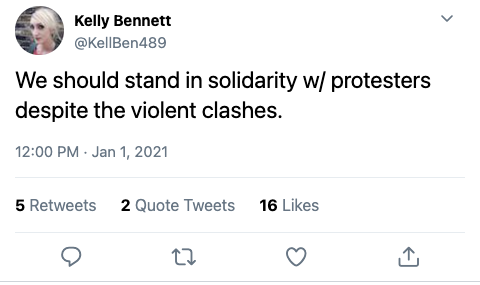 Kelly Bennett
@KellBen489
We should stand in solidarity w/ protesters
despite the violent clashes.
12:00 PM · Jan 1, 2021
5 Retweets 2 Quote Tweets 16 Likes